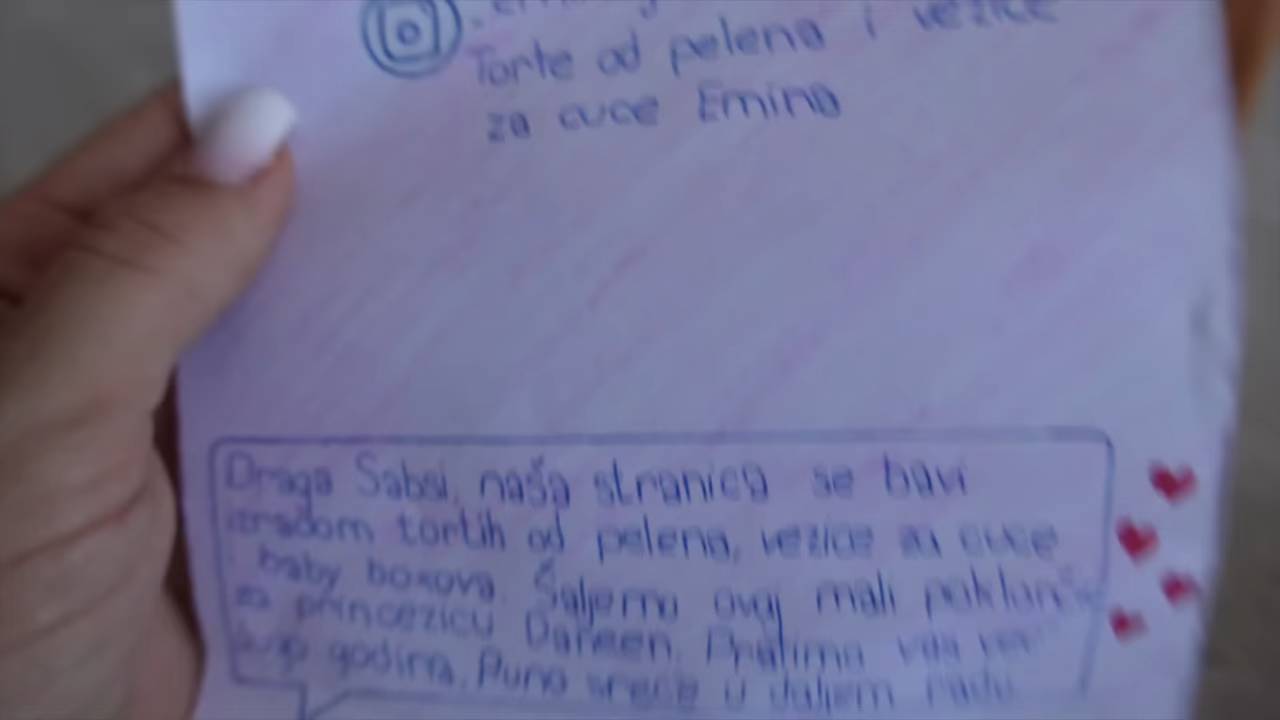 Torte od pelena i vezice
za cuce Emina
Draga Sabsi, naša stranica se bavi
izradom tortih od pelena, vezice za cuce
i baby boxova. Šaljemo ovaj mali poklon
za princezicu Dareen. Pratimo vas
godina. Puno sreće u daljem radu